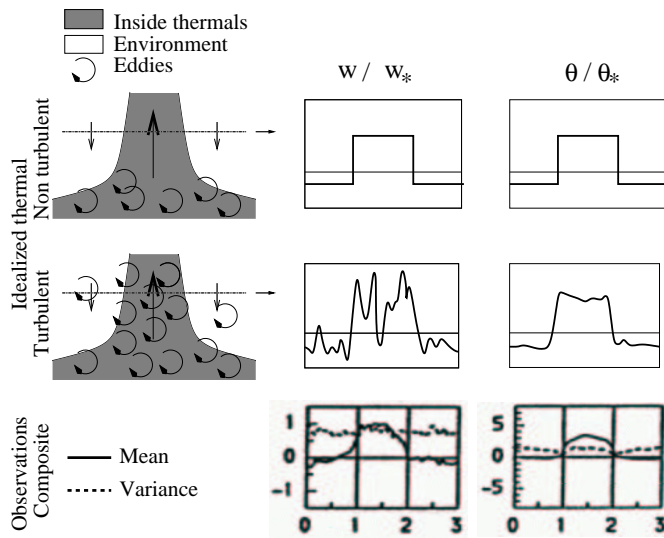 Inside thermals
Environment
Eddies
w / w*
θ / θ*
Idealized thermal
Non turbulent
Turbulent
Observations
Composite
Mean
Variance
1
0
-1
0 1 2 3
5
0
-5
0 1 2 3